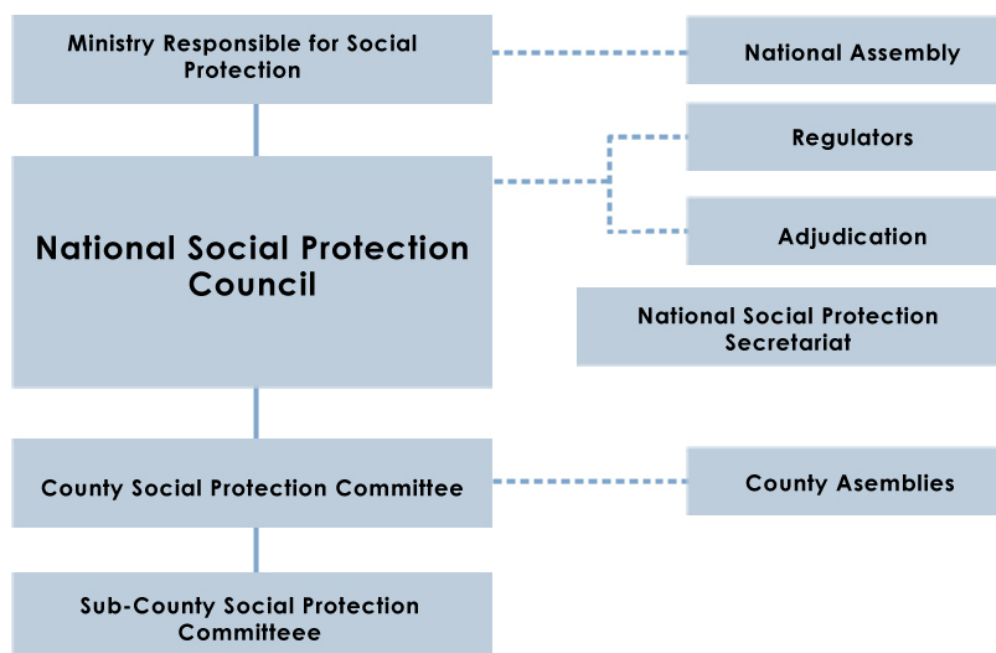 Ministry Responsible for Social
Protection
National Assembly
Regulators
National Social Protection
Council
Adjudication
National Social Protection
Secretariat
County Social Protection Committee
County Asemblies
Sub-County Social Protection
Committeee